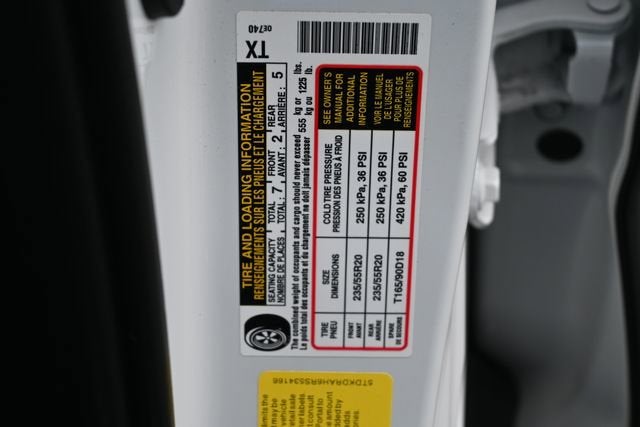 TX
0E740
TIRE AND LOADING INFORMATION
RENSEIGNEMENTS SUR LES PNEUS ET LE CHARGEMENT
SEATING CAPACITY TOTAL: 7 FRONT 2 REAR 5
NOMBRE DE PLACES TOTAL: 7 AVANT: 2 ARRIÈRE: 5
The combined weight of occupants and cargo should never exceed 555 kg or 1225 lbs.
Le poids total des occupants et du chargement ne doit jamais dépasser 555 kg ou 1225 lb.
TIRE SIZE COLD TIRE PRESSURE SEE OWNER'S MANUAL FOR ADDITIONAL INFORMATION
PNEU DIMENSIONS PRESSION DES PNEUS À FROID
FRONT AVANT 235/55R20 250 kPa, 36 PSI
REAR ARRIÈRE 235/55R20 250 kPa, 36 PSI VOIR LE MANUEL DE L'USAGER POUR PLUS DE RENSEIGNEMENTS
SPARE DE SECOURS T165/90D18 420 kPa, 60 PSI